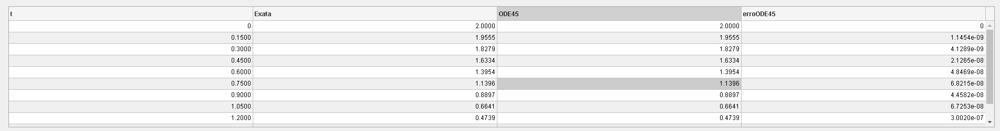 t Exata ODE45 erroODE45
0 2.0000 2.0000 0
0.1500 1.9555 1.9555 1.1454e-09
0.3000 1.8279 1.8279 4.1289e-09
0.4500 1.6334 1.6334 2.1265e-08
0.6000 1.3954 1.3954 4.8469e-08
0.7500 1.1396 1.1396 6.8215e-08
0.9000 0.8897 0.8897 4.4582e-08
1.0500 0.6641 0.6641 6.7253e-08
1.2000 0.4739 0.4739 3.0020e-07